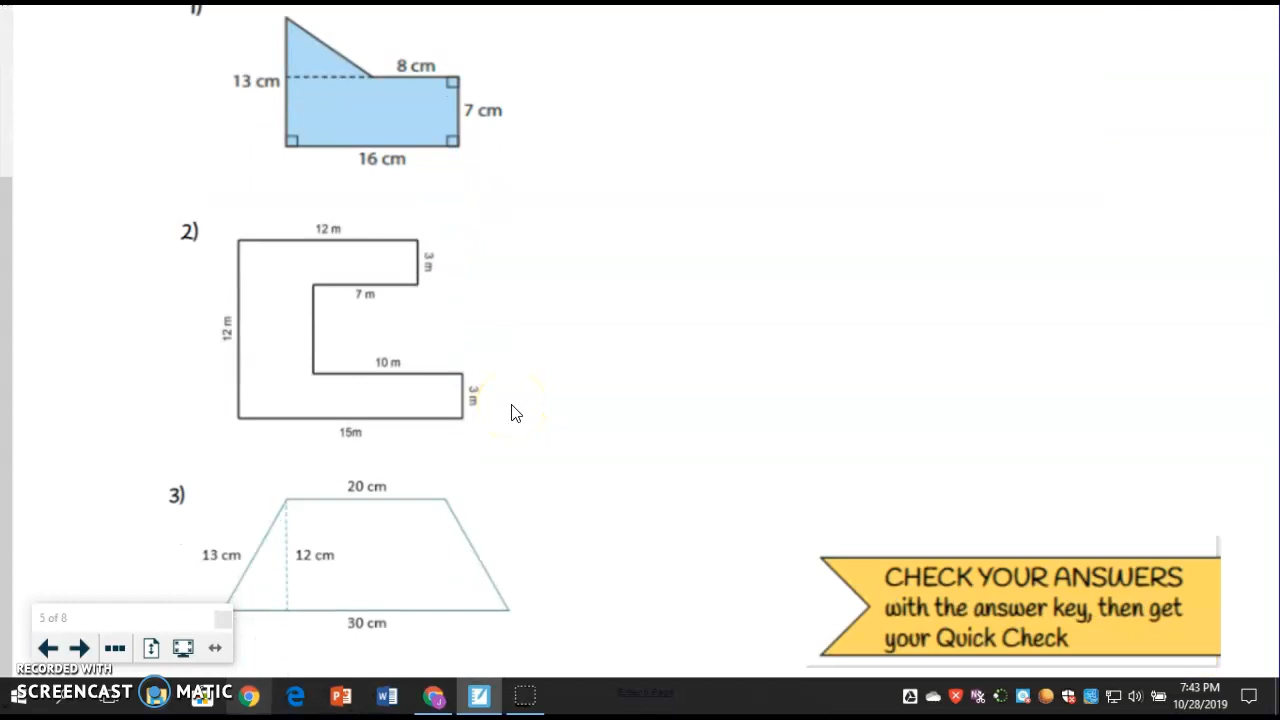 1)
8 cm
13 cm
7 cm
16 cm
2)
12 m
3 m
7 m
12 m
10 m
3 m
15m
3)
20 cm
13 cm
12 cm
30 cm
CHECK YOUR ANSWERS
with the answer key, then get
your Quick Check
5 of 8
RECORDED WITH
SCREENCAST MATIC
7:43 PM
10/28/2019